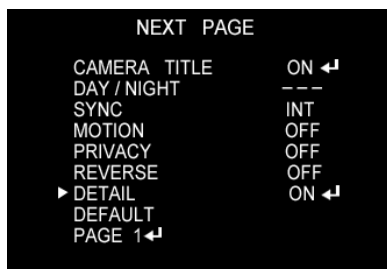 NEXT PAGE
CAMERA TITLE ON ↵
DAY / NIGHT ---
SYNC INT
MOTION OFF
PRIVACY OFF
REVERSE OFF
► DETAIL ON ↵
DEFAULT
PAGE 1↵